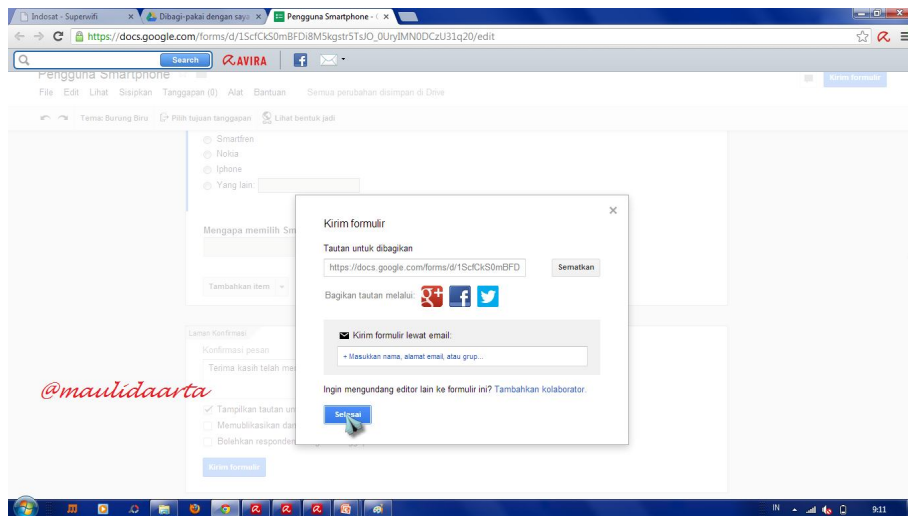 Indosat - Superwifi
Dibagi-pakai dengan saya
Pengguna Smartphone - (
https://docs.google.com/forms/d/1ScfCkS0mBFDi8M5kgstr5TsJO_0UryIMN0DCzU31q20/edit
Search
AVIRA
Pengguna Smartphone
Kirim formulir
File Edit Lihat Sisipkan Tanggapan (0) Alat Bantuan Semua perubahan disimpan di Drive
Tema: Burung Biru Pilih tujuan tanggapan Lihat bentuk jadi
Smartfren
Nokia
Iphone
Yang lain:
Mengapa memilih Sm
Tambahkan item
Kirim formulir
Tautan untuk dibagikan
https://docs.google.com/forms/d/1ScfCkS0mBFD
Sematkan
Bagikan tautan melalui:
Kirim formulir lewat email:
+ Masukkan nama, alamat email, atau grup...
Ingin mengundang editor lain ke formulir ini? Tambahkan kolaborator.
Selesai
Laman Konfirmasi
Konfirmasi pesan
Terima kasih telah me
@maulidaarta
Tampilkan tautan un
Memublikasikan dan
Bolehkan responden
Kirim formulir
IN
9:11